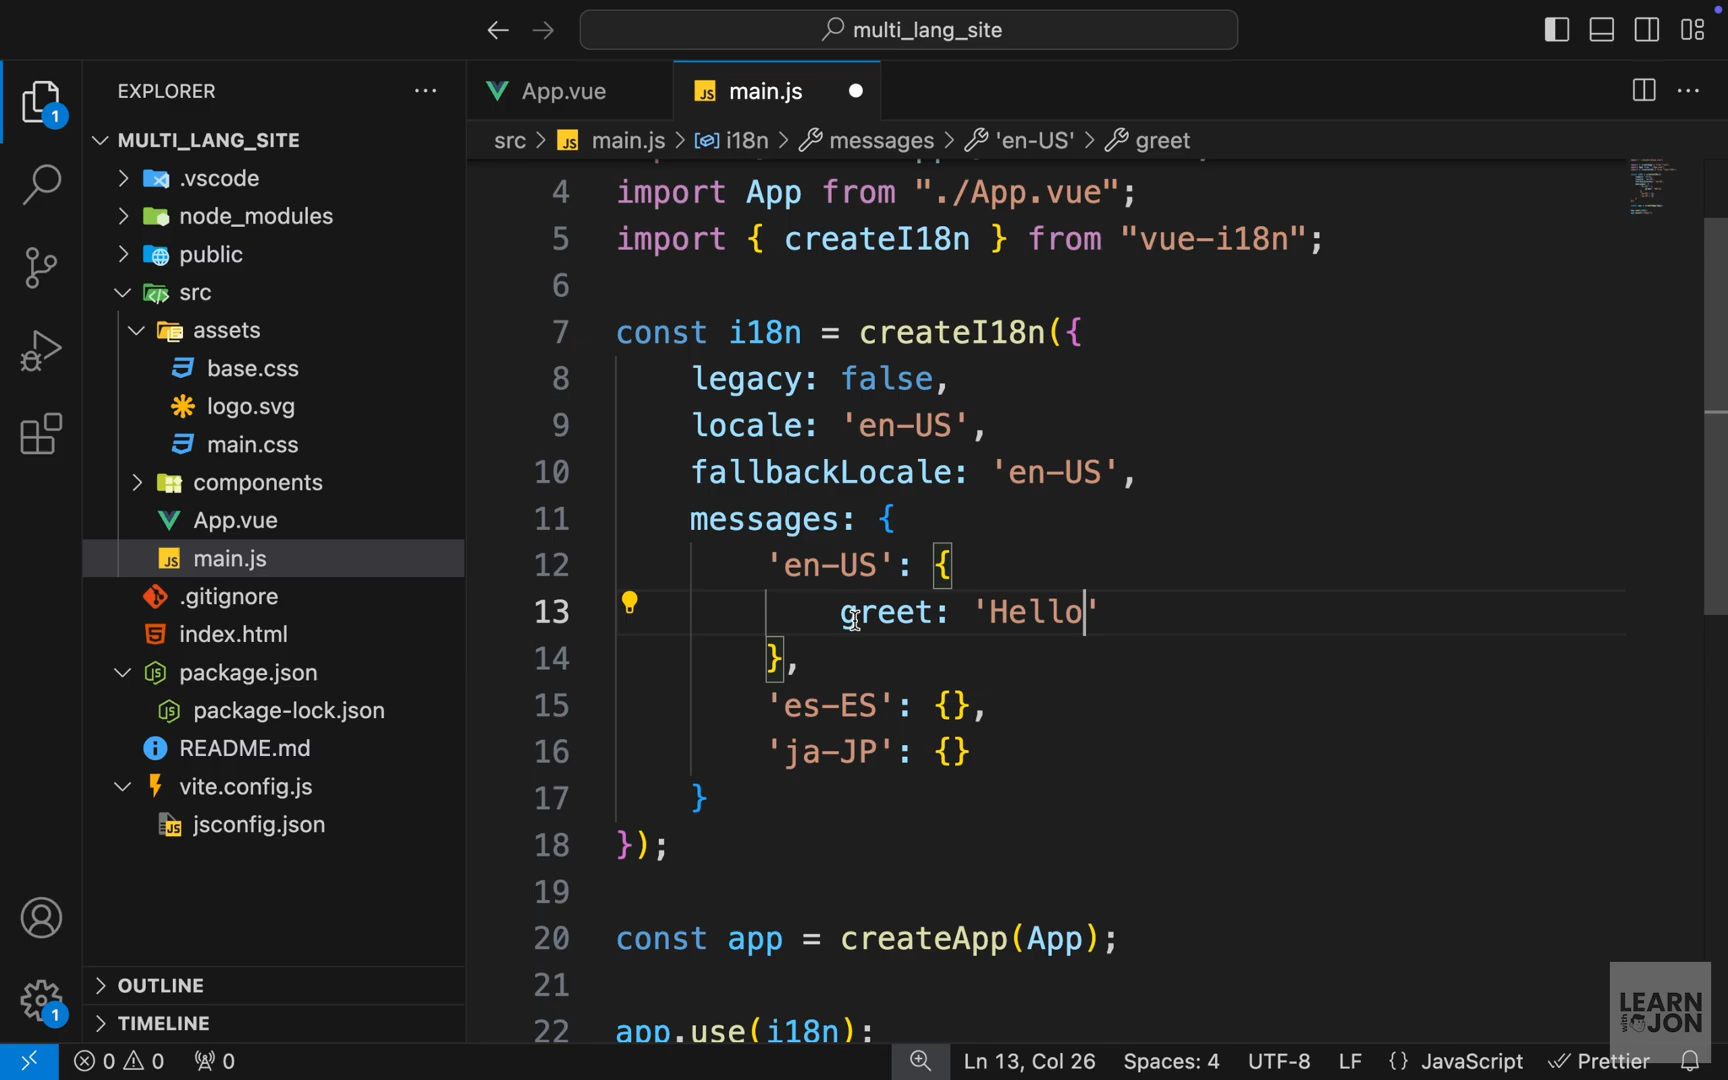 multi_lang_site
EXPLORER
App.vue
main.js
src > main.js > i18n > messages > 'en-US' > greet
MULTI_LANG_SITE
.vscode
node_modules
public
src
assets
base.css
logo.svg
main.css
components
App.vue
main.js
.gitignore
index.html
package.json
package-lock.json
README.md
vite.config.js
jsconfig.json
OUTLINE
TIMELINE
1
1
4 import App from "./App.vue";
5 import { createI18n } from "vue-i18n";
6
7 const i18n = createI18n({
8 legacy: false,
9 locale: 'en-US',
10 fallbackLocale: 'en-US',
11 messages: {
12 'en-US': {
13 greet: 'Hello'
14 },
15 'es-ES': {},
16 'ja-JP': {}
17 }
18 });
19
20 const app = createApp(App);
21
22 app.use(i18n);
LEARN
with
JON
0 0 0
Ln 13, Col 26 Spaces: 4 UTF-8 LF {} JavaScript Prettier